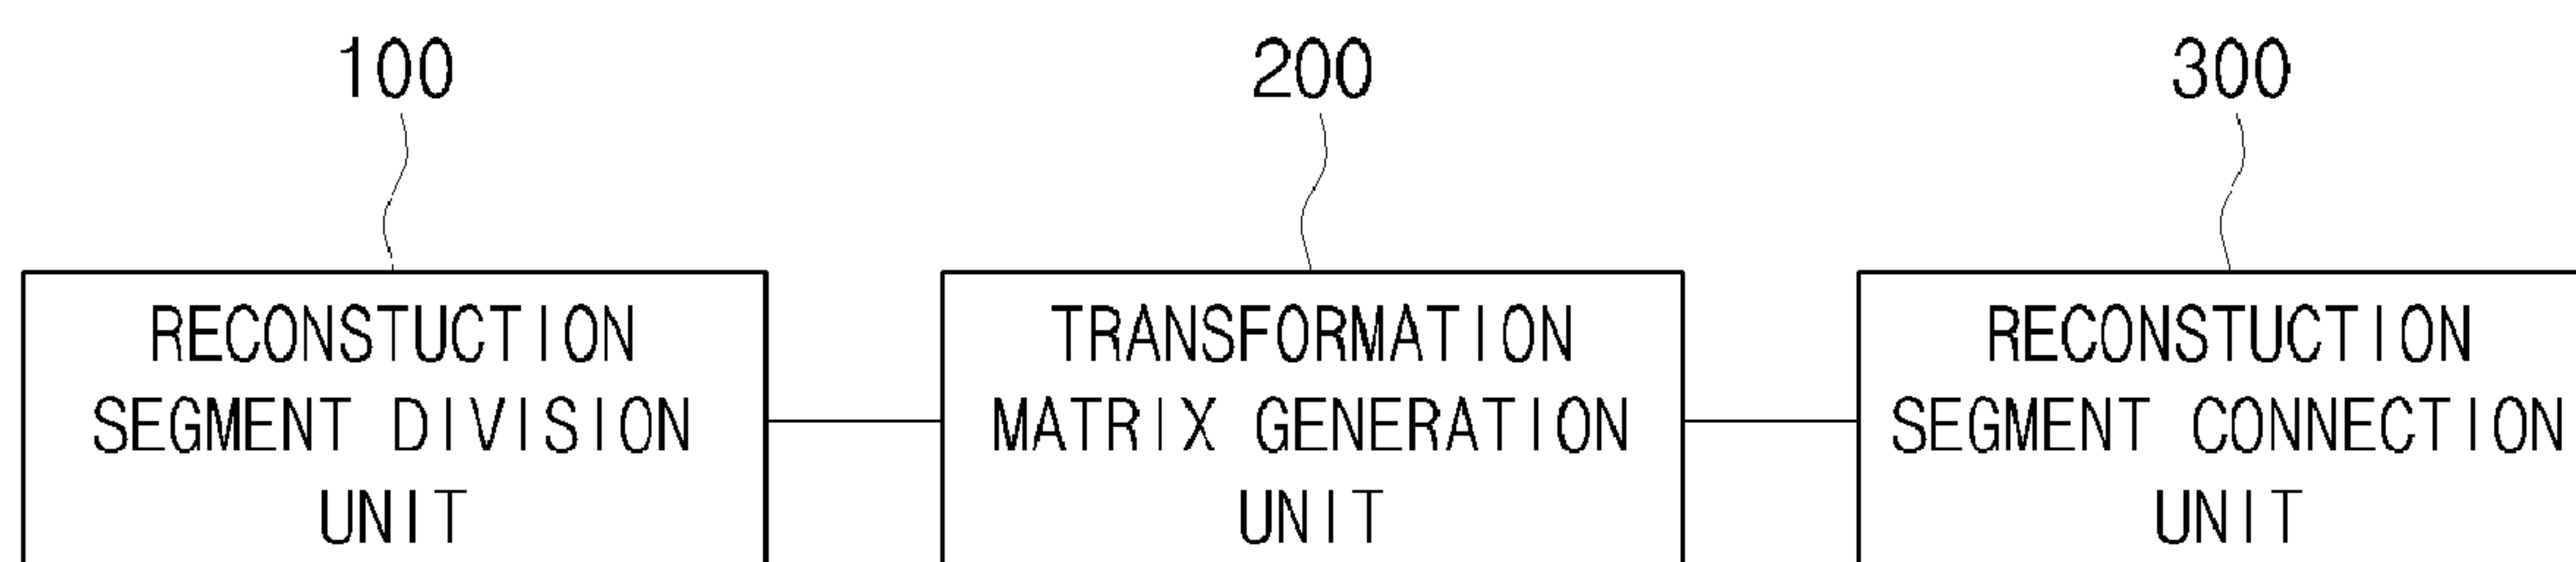 100
200
300
RECONSTUCTION
SEGMENT DIVISION
UNIT
TRANSFORMATION
MATRIX GENERATION
UNIT
RECONSTUCTION
SEGMENT CONNECTION
UNIT